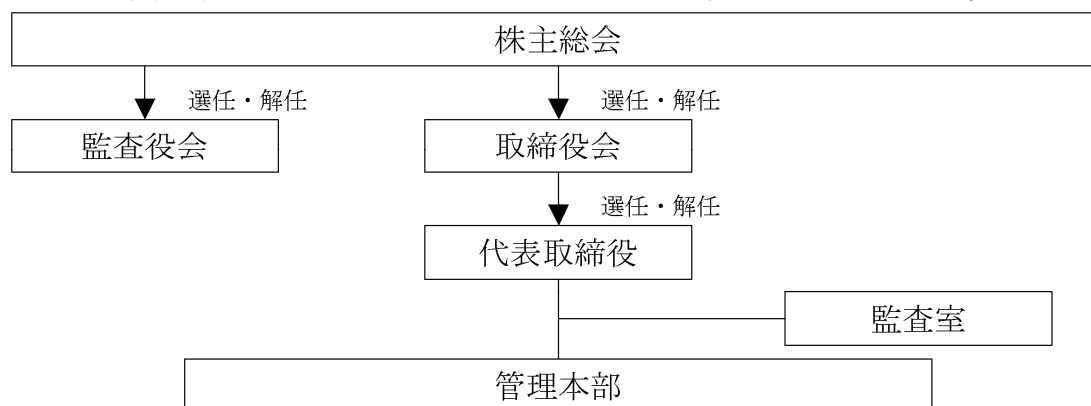 株主総会
選任・解任
選任・解任
監査役会
取締役会
選任・解任
代表取締役
監査室
管理本部